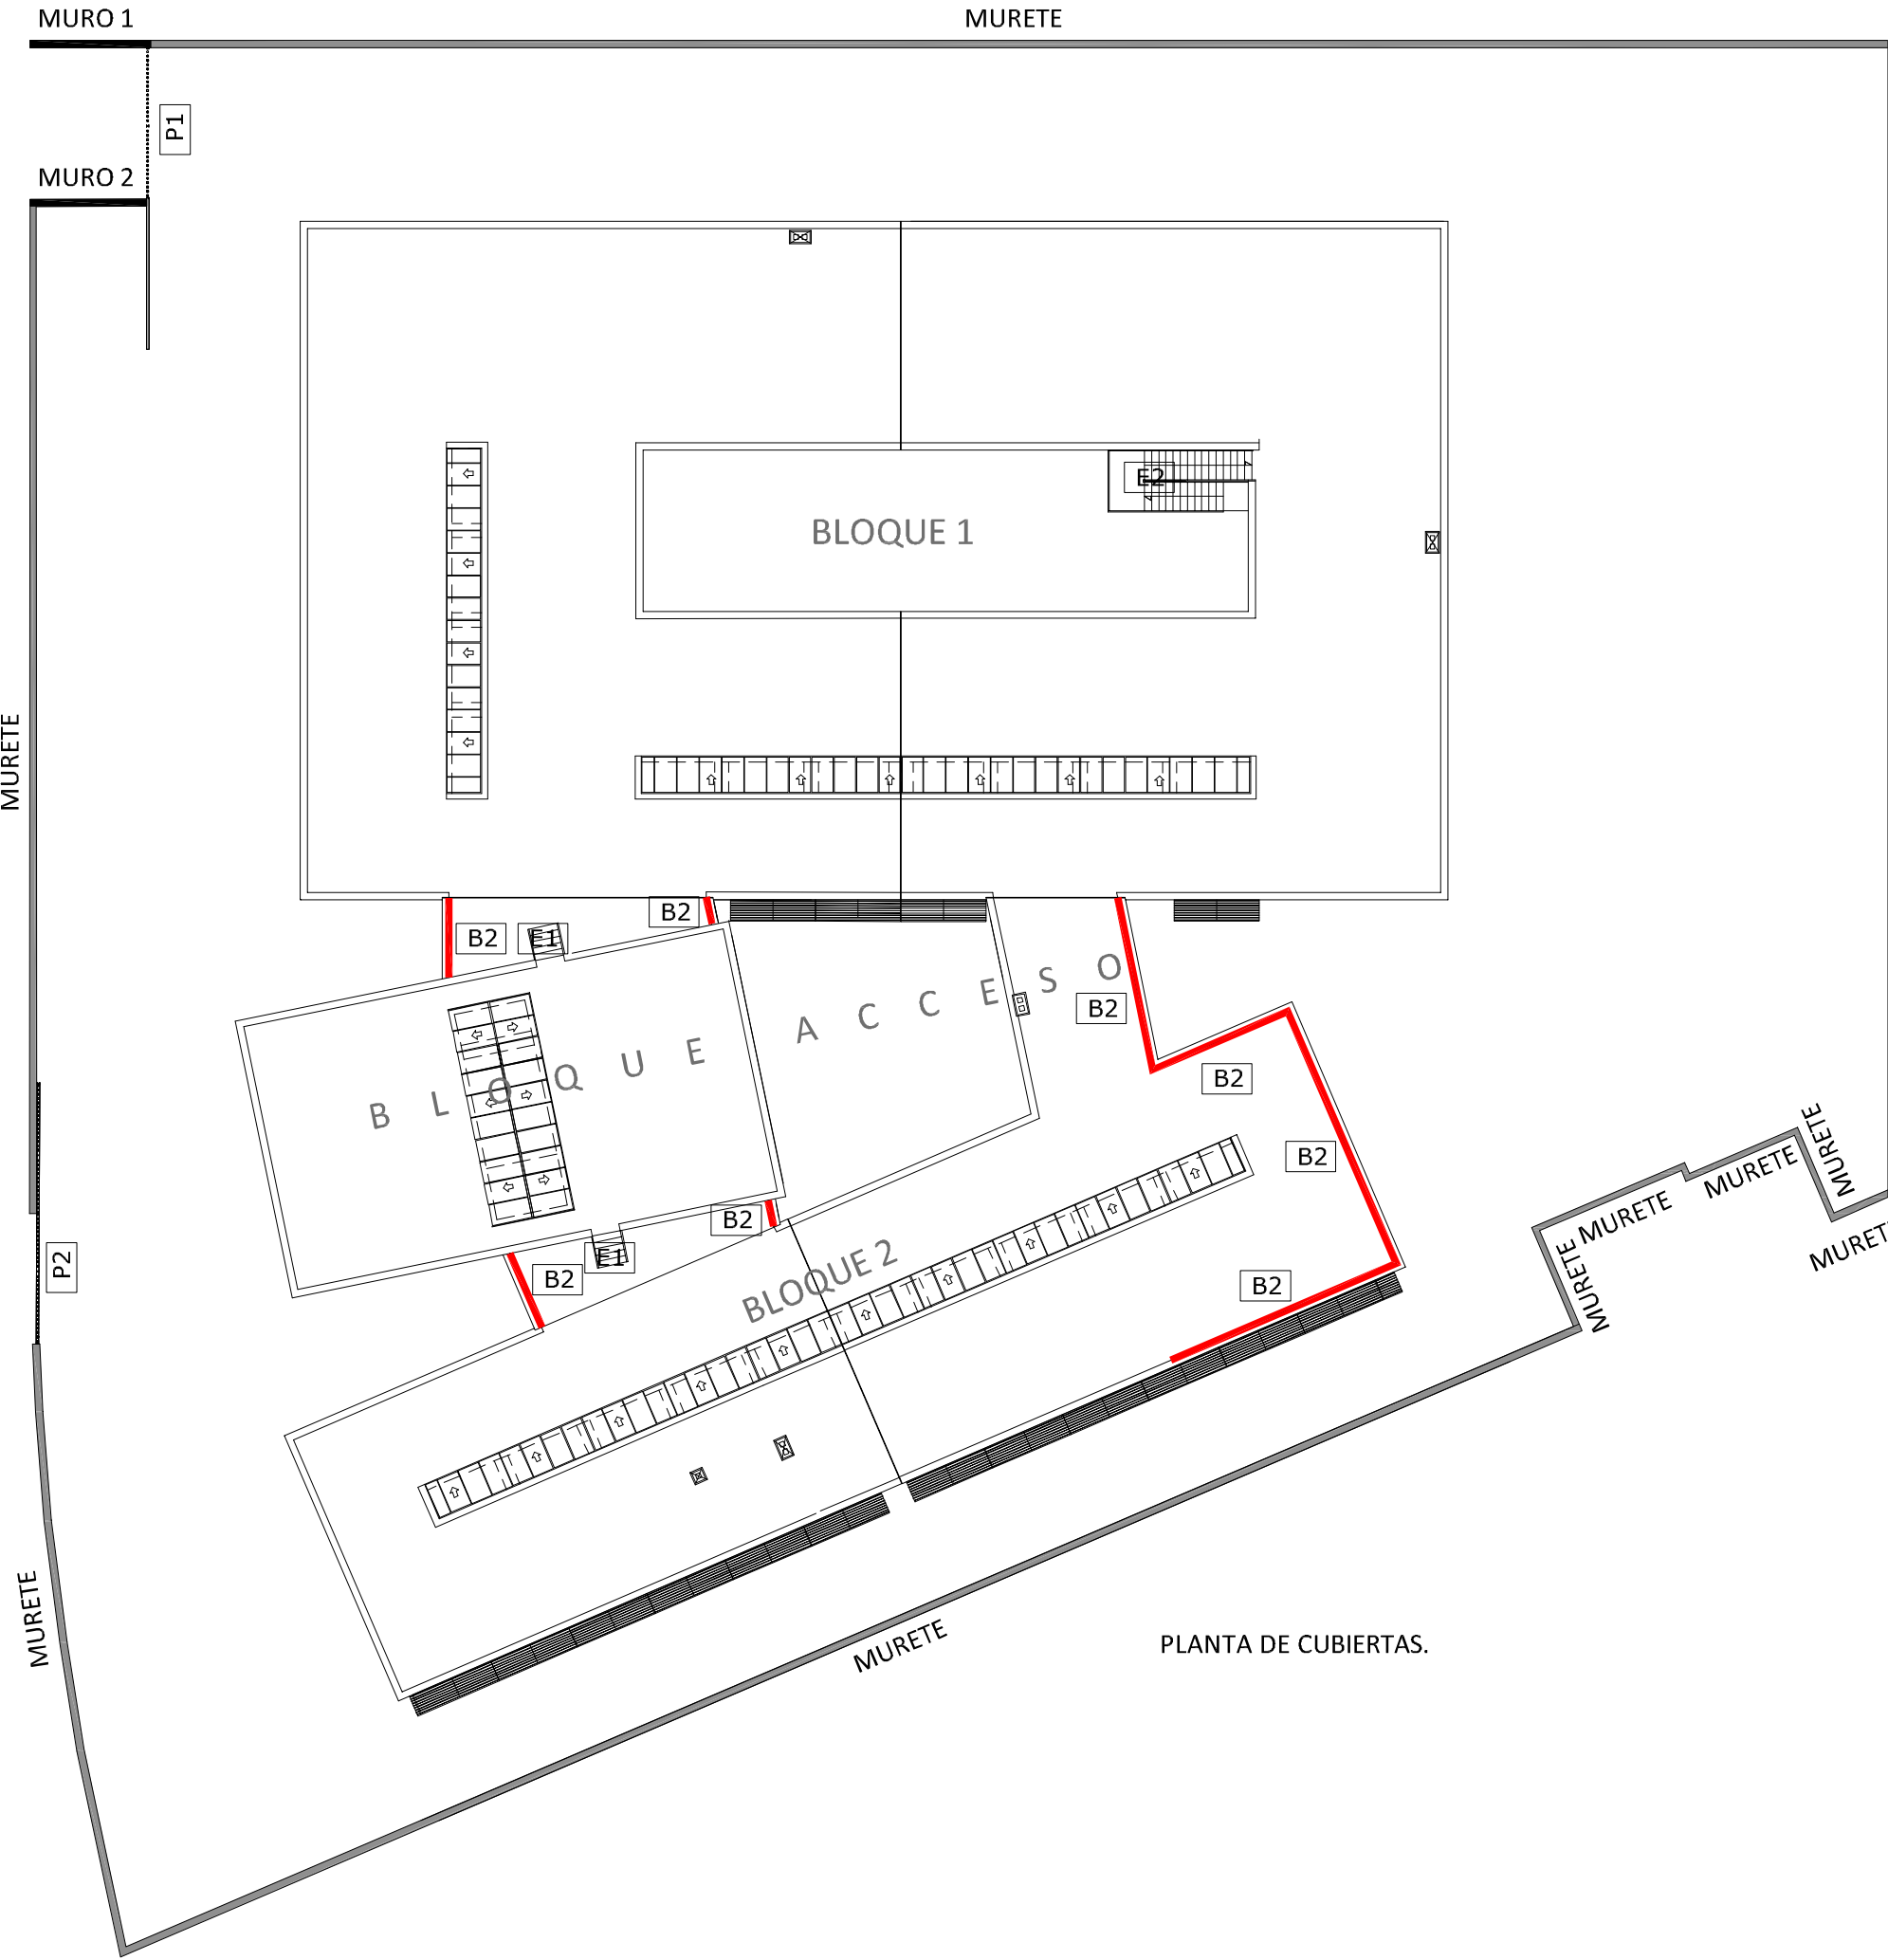 MURO 1
MURETE
P1
MURO 2
E2
BLOQUE 1
MURETE
B2
B2
E1
B2
BLOQUE ACCESO
B2
B2
MURETE
MURETE
MURETE
B2
E1
P2
B2
BLOQUE 2
B2
MURETE
MURETE
MURETE
MURETE
PLANTA DE CUBIERTAS.